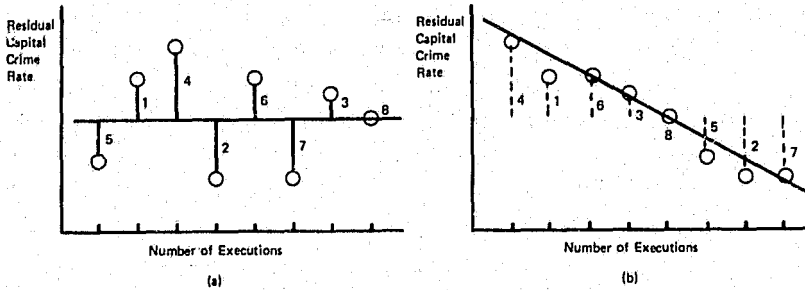 Residual
Capital
Crime
Rate
4
1
6
3
8
5
2
7
Number of Executions
(a)
Residual
Capital
Crime
Rate
4
1
6
3
8
5
2
7
Number of Executions
(b)